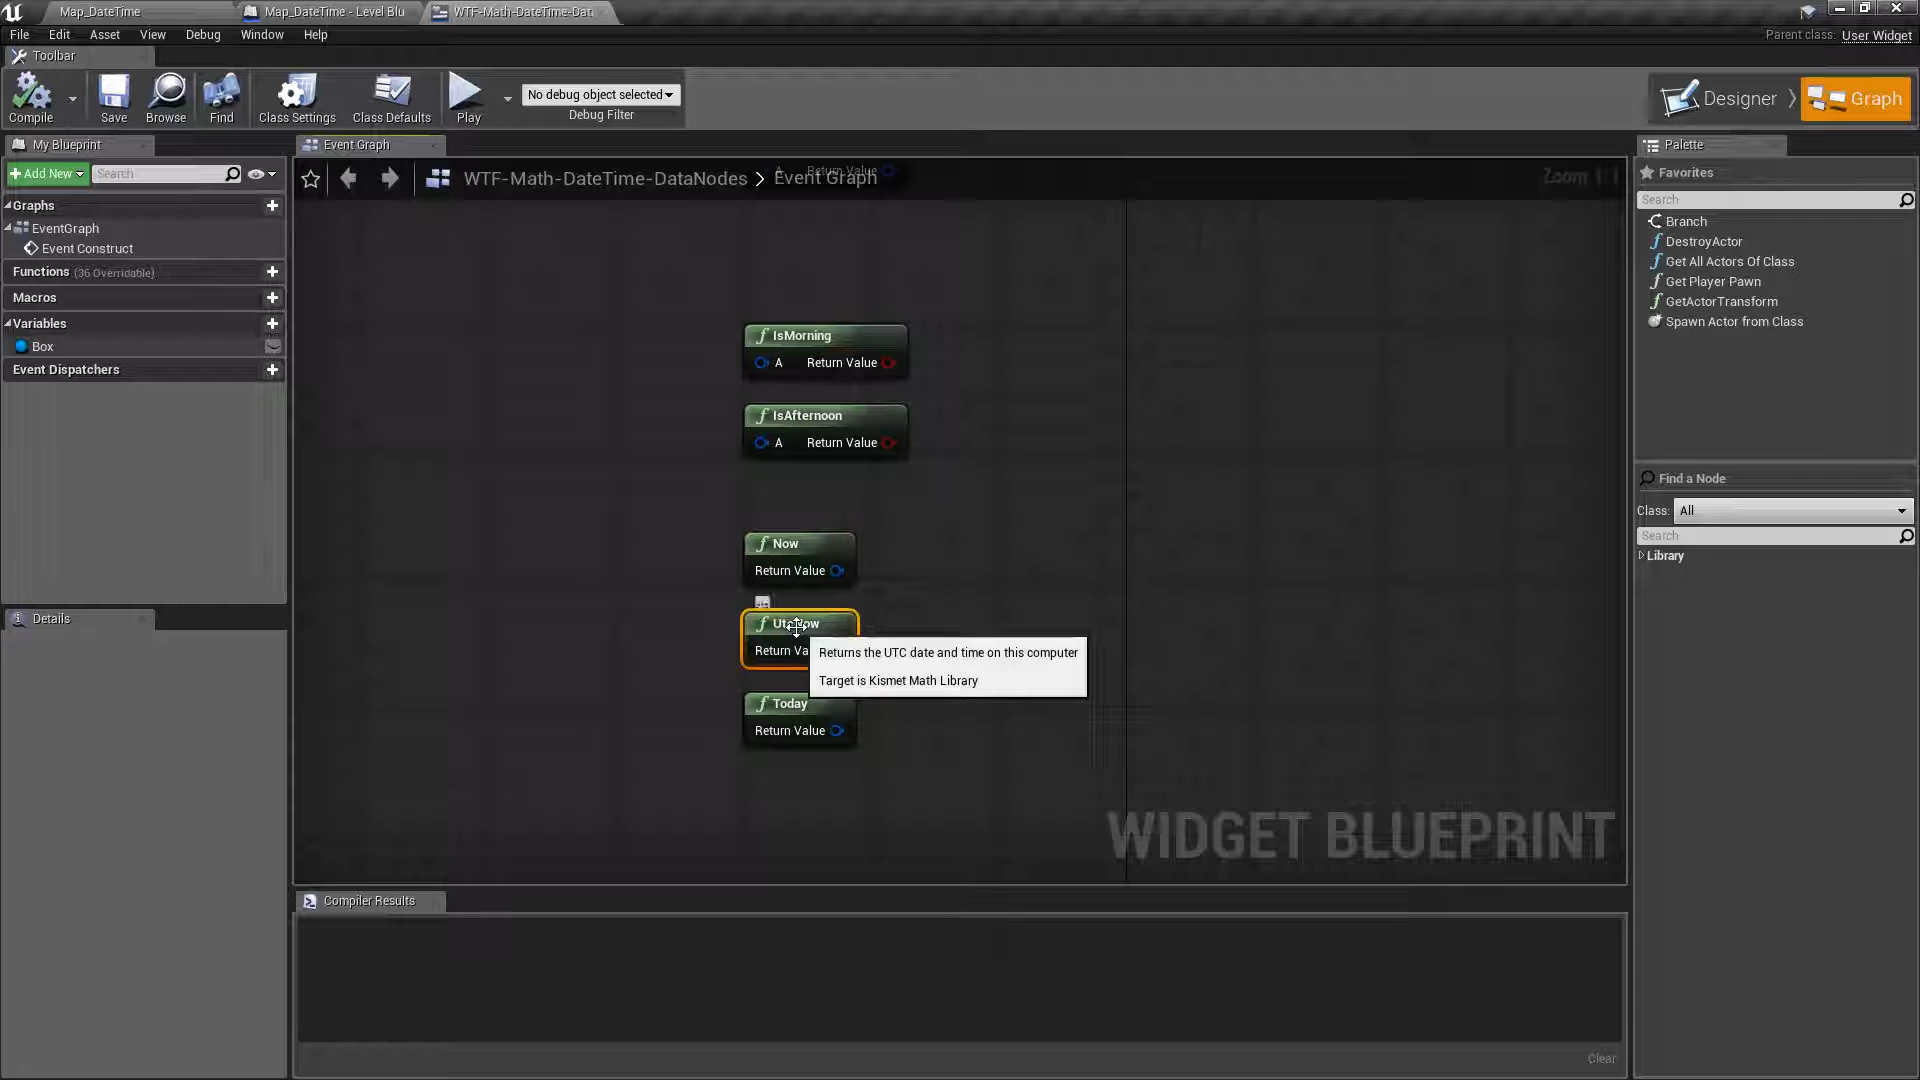 Map_DateTime
Map_DateTime - Level Blu
WTF-Math-DateTime-Dat
File Edit Asset View Debug Window Help
Parent class: User Widget
Toolbar
Compile
Save
Browse
Find
Class Settings
Class Defaults
Play
No debug object selected
Debug Filter
Designer
Graph
My Blueprint
Add New
Search
Graphs
EventGraph
Event Construct
Functions (36 Overridable)
Macros
Variables
Box
Event Dispatchers
Details
Event Graph
WTF-Math-DateTime-DataNodes > Event Graph
Zoom 1:1
A Return Value
IsMorning
A Return Value
IsAfternoon
A Return Value
Now
Return Value
Return Va
Returns the UTC date and time on this computer
Target is Kismet Math Library
Today
Return Value
WIDGET BLUEPRINT
Compiler Results
Clear
Palette
Favorites
Search
Branch
DestroyActor
Get All Actors Of Class
Get Player Pawn
GetActorTransform
Spawn Actor from Class
Find a Node
Class: All
Search
Library